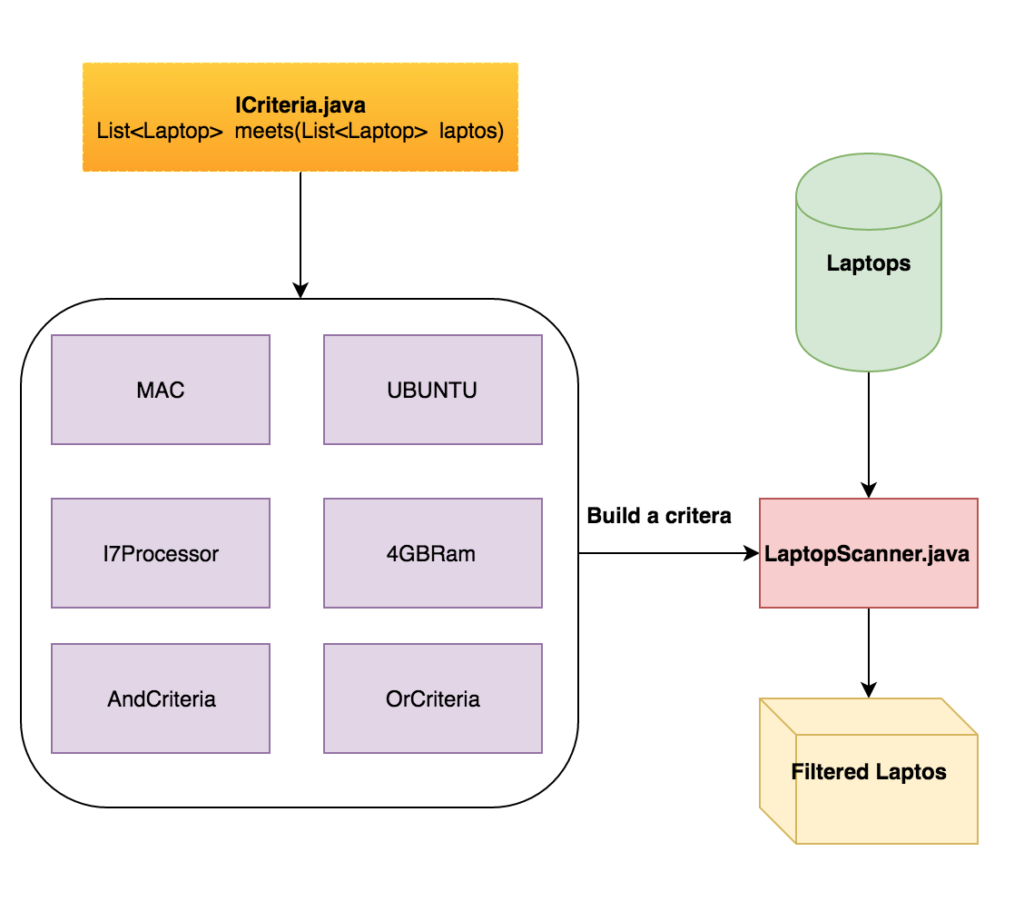 ICriteria.java
List<Laptop> meets(List<Laptop> laptos)
Laptops
MAC
UBUNTU
I7Processor
4GBRam
Build a critera
LaptopScanner.java
AndCriteria
OrCriteria
Filtered Laptos